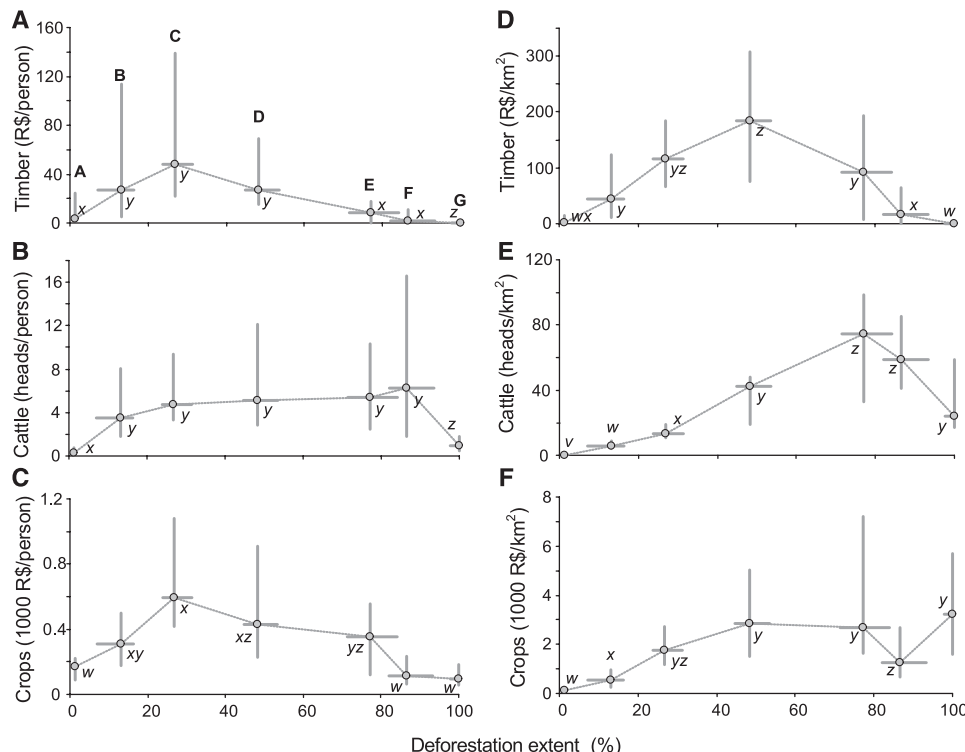 A
Timber (R$/person)
160
120
80
40
0
A
B
C
D
E
F
G
x
y
y
y
x
x
z
B
Cattle (heads/person)
16
12
8
4
0
x
y
y
y
y
y
z
C
Crops (1000 R$/person)
1.2
0.8
0.4
0
w
xy
x
xz
yz
w
w
0
20
40
60
80
100
D
Timber (R$/km²)
300
200
100
0
wx
y
yz
z
y
x
w
E
Cattle (heads/km²)
120
80
40
0
v
w
x
y
z
z
y
F
Crops (1000 R$/km²)
8
6
4
2
0
w
x
yz
y
y
z
y
0
20
40
60
80
100
Deforestation extent (%)